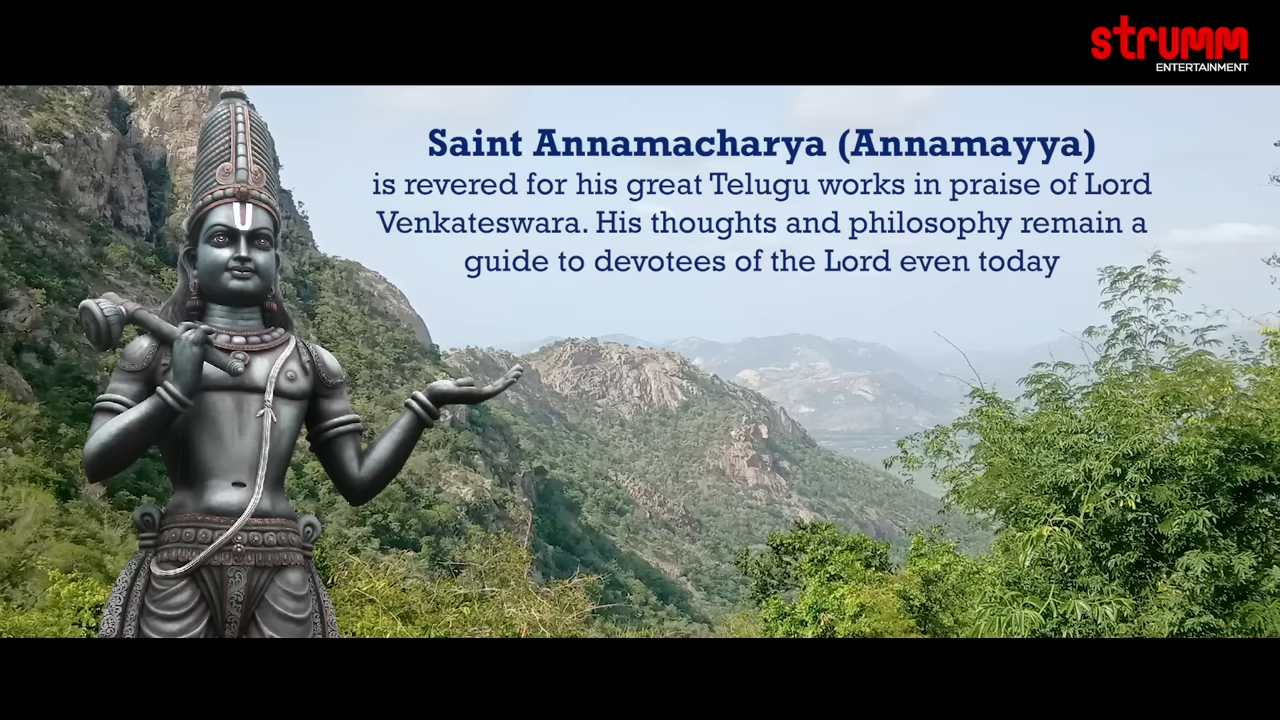 strumm
ENTERTAINMENT
Saint Annamacharya (Annamayya)
is revered for his great Telugu works in praise of Lord
Venkateswara. His thoughts and philosophy remain a
guide to devotees of the Lord even today